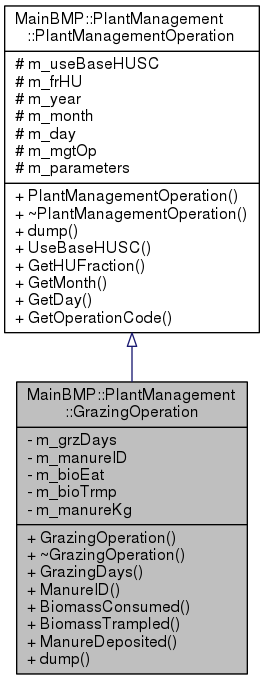 MainBMP::PlantManagement
::PlantManagementOperation
# m_useBaseHUSC
# m_frHU
# m_year
# m_month
# m_day
# m_mgtOp
# m_parameters
+ PlantManagementOperation()
+ ~PlantManagementOperation()
+ dump()
+ UseBaseHUSC()
+ GetHUFraction()
+ GetMonth()
+ GetDay()
+ GetOperationCode()
MainBMP::PlantManagement
::GrazingOperation
- m_grzDays
- m_manureID
- m_bioEat
- m_bioTrmp
- m_manureKg
+ GrazingOperation()
+ ~GrazingOperation()
+ GrazingDays()
+ ManureID()
+ BiomassConsumed()
+ BiomassTrampled()
+ ManureDeposited()
+ dump()